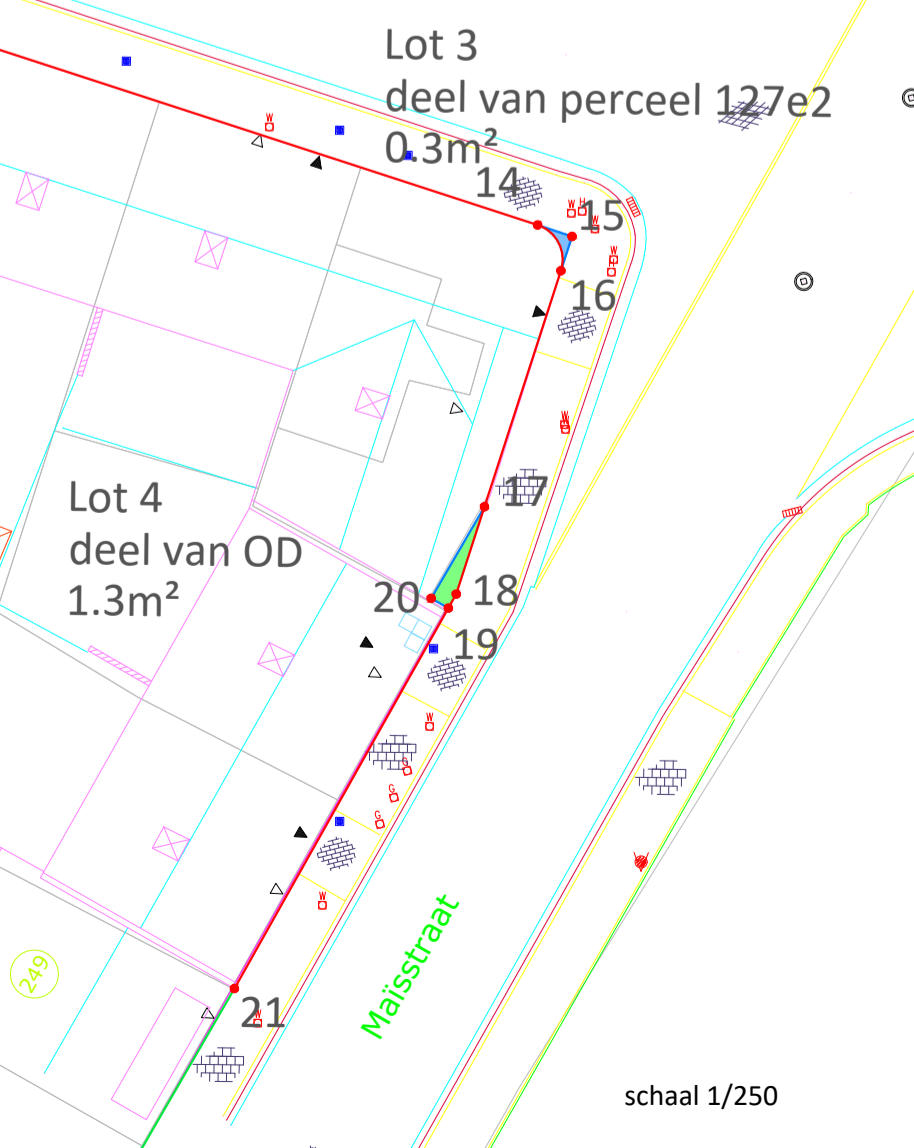 Lot 3
deel van perceel 127e2
0.3m²
14
15
16
17
Lot 4
deel van OD
1.3m²
20
18
19
249
21
Maïsstraat
schaal 1/250
W
W
H
W
W
W
W
G
G
G
W
W